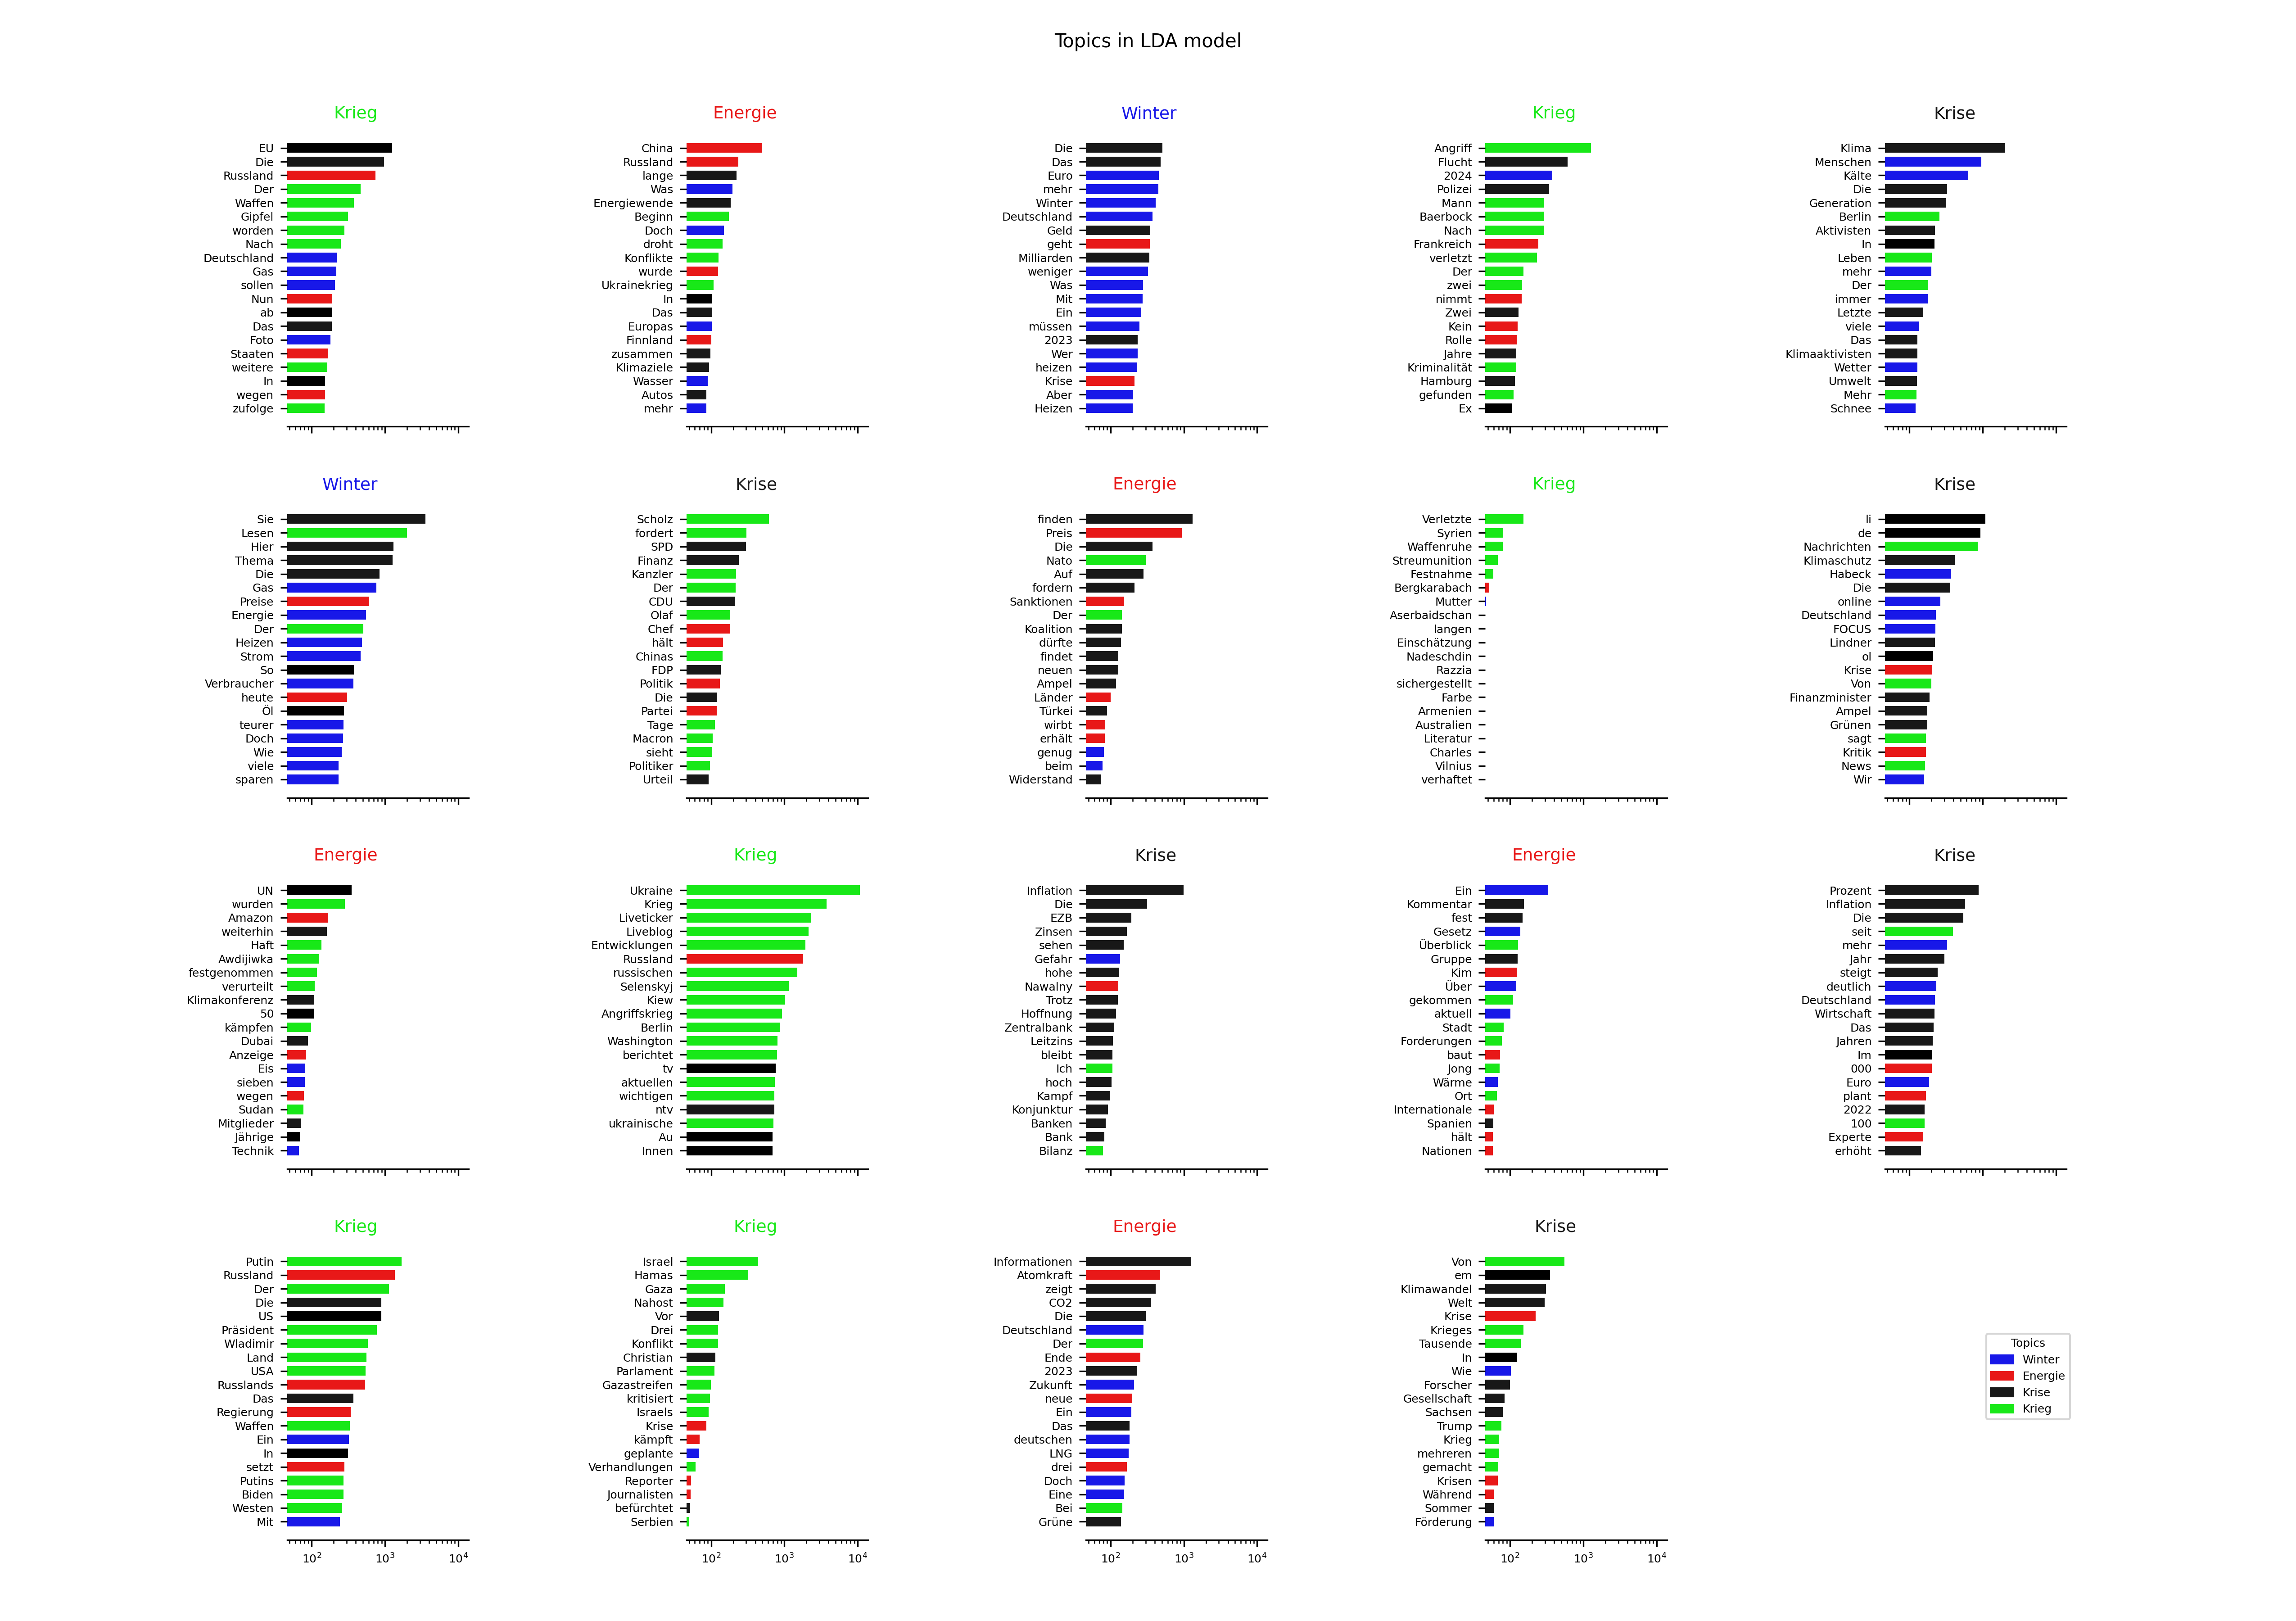 Topics in LDA model
Krieg
EU
Die
Russland
Der
Waffen
Gipfel
worden
Nach
Deutschland
Gas
sollen
Nun
ab
Das
Foto
Staaten
weitere
In
wegen
zufolge
Energie
China
Russland
lange
Was
Energiewende
Beginn
Doch
droht
Konflikte
wurde
Ukrainekrieg
In
Das
Europas
Finnland
zusammen
Klimaziele
Wasser
Autos
mehr
Winter
Die
Das
Euro
mehr
Winter
Deutschland
Geld
geht
Milliarden
weniger
Was
Mit
Ein
müssen
2023
Wer
heizen
Krise
Aber
Heizen
Krieg
Angriff
Flucht
2024
Polizei
Mann
Baerbock
Nach
Frankreich
verletzt
Der
zwei
nimmt
Zwei
Kein
Rolle
Jahre
Kriminalität
Hamburg
gefunden
Ex
Krise
Klima
Menschen
Kälte
Die
Generation
Berlin
Aktivisten
In
Leben
mehr
Der
immer
Letzte
viele
Das
Klimaaktivisten
Wetter
Umwelt
Mehr
Schnee
Winter
Sie
Lesen
Hier
Thema
Die
Gas
Preise
Energie
Der
Heizen
Strom
So
Verbraucher
heute
Öl
teurer
Doch
Wie
viele
sparen
Krise
Scholz
fordert
SPD
Finanz
Kanzler
Der
CDU
Olaf
Chef
hält
Chinas
FDP
Politik
Die
Partei
Tage
Macron
sieht
Politiker
Urteil
Energie
finden
Preis
Die
Nato
Auf
fordern
Sanktionen
Der
Koalition
dürfte
findet
neuen
Ampel
Länder
Türkei
wirbt
erhält
genug
beim
Widerstand
Krieg
Verletzte
Syrien
Waffenruhe
Streumunition
Festnahme
Bergkarabach
Mutter
Aserbaidschan
langen
Einschätzung
Nadeschdin
Razzia
sichergestellt
Farbe
Armenien
Australien
Literatur
Charles
Vilnius
verhaftet
Krise
li
de
Nachrichten
Klimaschutz
Habeck
Die
online
Deutschland
FOCUS
Lindner
ol
Krise
Von
Finanzminister
Ampel
Grünen
sagt
Kritik
News
Wir
Energie
UN
wurden
Amazon
weiterhin
Haft
Awdijiwka
festgenommen
verurteilt
Klimakonferenz
50
kämpfen
Dubai
Anzeige
Eis
sieben
wegen
Sudan
Mitglieder
Jährige
Technik
Krieg
Ukraine
Krieg
Liveticker
Liveblog
Entwicklungen
Russland
russischen
Selenskyj
Kiew
Angriffskrieg
Berlin
Washington
berichtet
tv
aktuellen
wichtigen
ntv
ukrainische
Au
Innen
Krise
Inflation
Die
EZB
Zinsen
sehen
Gefahr
hohe
Nawalny
Trotz
Hoffnung
Zentralbank
Leitzins
bleibt
Ich
hoch
Kampf
Konjunktur
Banken
Bank
Bilanz
Energie
Ein
Kommentar
fest
Gesetz
Überblick
Gruppe
Kim
Über
gekommen
aktuell
Stadt
Forderungen
baut
Jong
Wärme
Ort
Internationale
Spanien
hält
Nationen
Krise
Prozent
Inflation
Die
seit
mehr
Jahr
steigt
deutlich
Deutschland
Wirtschaft
Das
Jahren
Im
000
Euro
plant
2022
100
Experte
erhöht
Krieg
Putin
Russland
Der
Die
US
Präsident
Wladimir
Land
USA
Russlands
Das
Regierung
Waffen
Ein
In
setzt
Putins
Biden
Westen
Mit
10² 10³ 10⁴
Krieg
Israel
Hamas
Gaza
Nahost
Vor
Drei
Konflikt
Christian
Parlament
Gazastreifen
kritisiert
Israels
Krise
kämpft
geplante
Verhandlungen
Reporter
Journalisten
befürchtet
Serbien
10² 10³ 10⁴
Energie
Informationen
Atomkraft
zeigt
CO2
Die
Deutschland
Der
Ende
2023
Zukunft
neue
Ein
Das
deutschen
LNG
drei
Doch
Eine
Bei
Grüne
10² 10³ 10⁴
Krise
Von
em
Klimawandel
Welt
Krise
Krieges
Tausende
In
Wie
Forscher
Gesellschaft
Sachsen
Trump
Krieg
mehreren
gemacht
Krisen
Während
Sommer
Förderung
10² 10³ 10⁴
Topics
Winter
Energie
Krise
Krieg